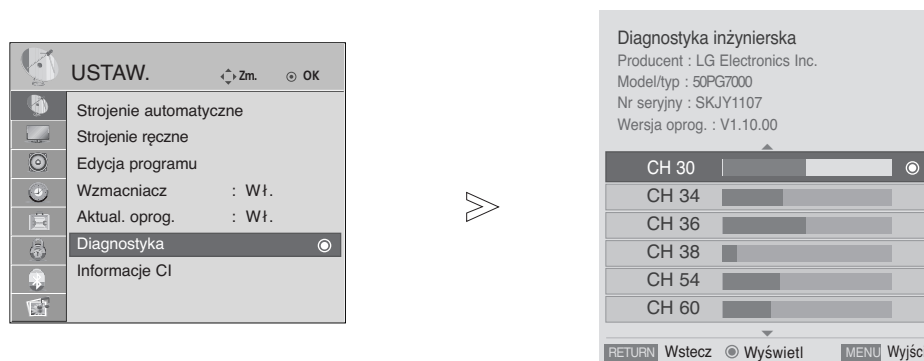 USTAW.
Zm.
OK
Strojenie automatyczne
Strojenie ręczne
Edycja programu
Wzmacniacz : Wł.
Aktual. oprog. : Wł.
Diagnostyka
Informacje CI
Diagnostyka inżynierska
Producent : LG Electronics Inc.
Model/typ : 50PG7000
Nr seryjny : SKJY1107
Wersja oprog. : V1.10.00
CH 30
CH 34
CH 36
CH 38
CH 54
CH 60
RETURN Wstecz Wyświetl MENU Wyjśc